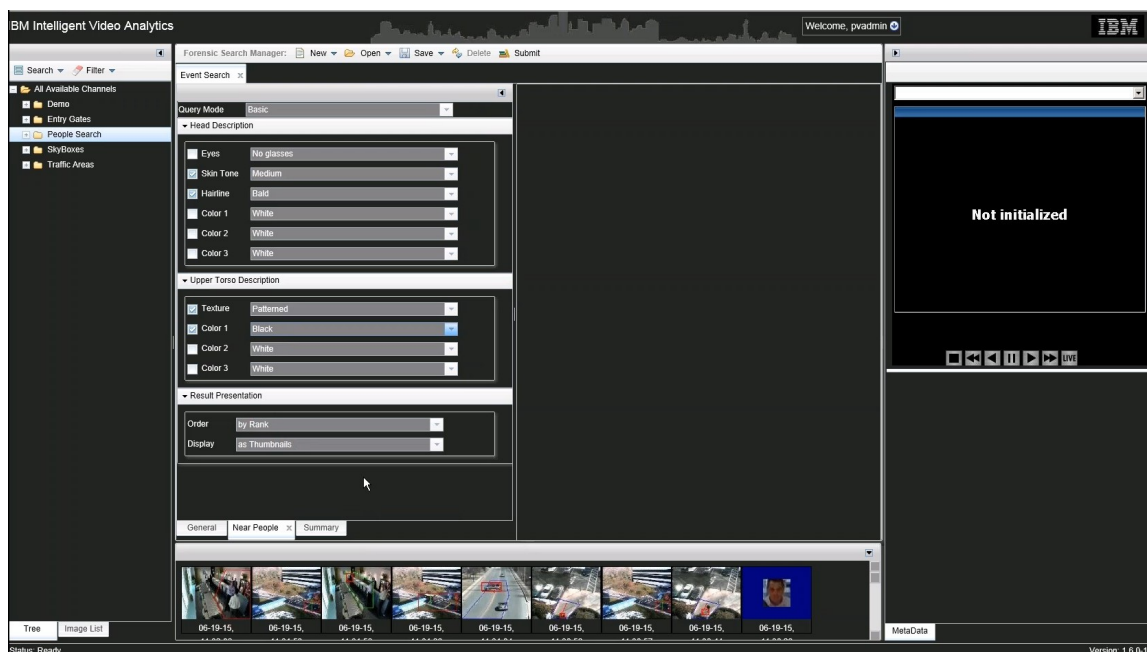 IBM Intelligent Video Analytics
Welcome, pvadmin
IBM
Forensic Search Manager: New Open Save Delete Submit
Search Filter
Event Search x
All Available Channels
Demo
Entry Gates
People Search
SkyBoxes
Traffic Areas
Query Mode Basic
Head Description
Eyes No glasses
Skin Tone Medium
Hairline Bald
Color 1 White
Color 2 White
Color 3 White
Upper Torso Description
Texture Patterned
Color 1 Black
Color 2 White
Color 3 White
Result Presentation
Order by Rank
Display as Thumbnails
General Near People x Summary
Not initialized
LIVE
06-19-15, 06-19-15, 06-19-15, 06-19-15, 06-19-15, 06-19-15, 06-19-15, 06-19-15, 06-19-15,
Tree Image List
MetaData
Status: Ready
Version: 1.6.0